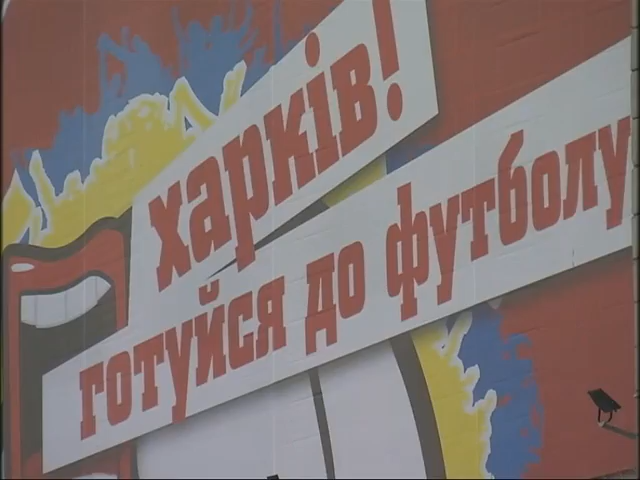 харків!
готуйся до футболу